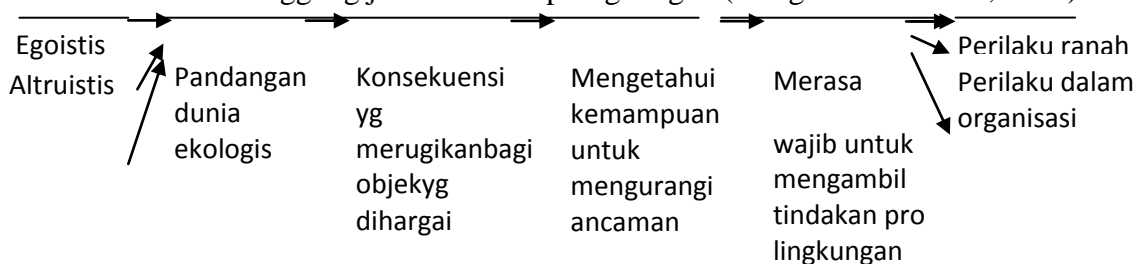 Egoistis
Altruistis
Pandangan
dunia
ekologis
Konsekuensi
yg
merugikanbagi
objekyg
dihargai
Mengetahui
kemampuan
untuk
mengurangi
ancaman
Merasa
wajib untuk
mengambil
tindakan pro
lingkungan
Perilaku ranah
Perilaku dalam
organisasi